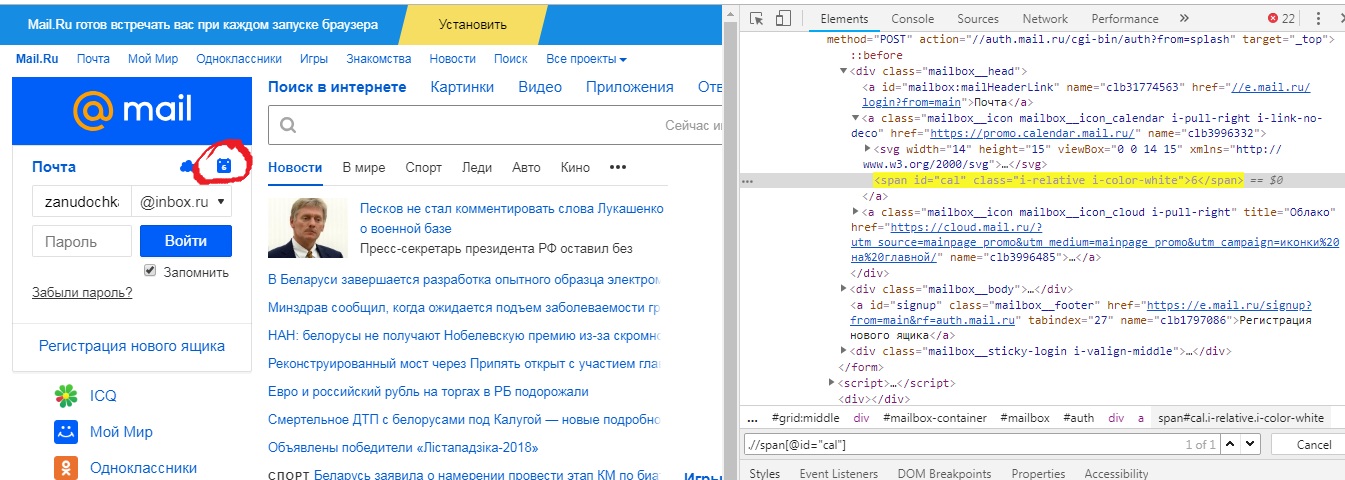 Mail.Ru готов встречать вас при каждом запуске браузера
Установить
Mail.Ru Почта Мой Мир Одноклассники Игры Знакомства Новости Поиск Все проекты
@mail
Поиск в интернете Картинки Видео Приложения Отв
Сейчас и
Почта 6
zanudochk @inbox.ru
Пароль Войти
Запомнить
Забыли пароль?
Регистрация нового ящика
ICQ
Мой Мир
Одноклассники
Новости В мире Спорт Леди Авто Кино •••
Песков не стал комментировать слова Лукашенко
о военной базе
Пресс-секретарь президента РФ оставил без
В Беларуси завершается разработка опытного образца электром
Минздрав сообщил, когда ожидается подъем заболеваемости гр
НАН: белорусы не получают Нобелевскую премию из-за скромно
Реконструированный мост через Припять открыт с участием гла
Евро и российский рубль на торгах в РБ подорожали
Смертельное ДТП с белорусами под Калугой — новые подробно
Объявлены победители «Лістападзіка-2018»
СПОРТ Беларусь заявила о намерении провести этап КМ по биат
Игры
Elements Console Sources Network Performance » 22
method="POST" action="//auth.mail.ru/cgi-bin/auth?from=splash" target="_top">
::before
<div class="mailbox__head">
<a id="mailbox:mailHeaderLink" name="clb31774563" href="//e.mail.ru/
login?from=main">Почта</a>
<a class="mailbox__icon mailbox__icon_calendar i-pull-right i-link-no-
deco" href="https://promo.calendar.mail.ru/" name="clb3996332">
<svg width="14" height="15" viewBox="0 0 14 15" xmlns="http://
www.w3.org/2000/svg">…</svg>
… <span id="cal" class="i-relative i-color-white">6</span> == $0
</a>
<a class="mailbox__icon mailbox__icon_cloud i-pull-right" title="Облако"
href="https://cloud.mail.ru/?
utm_source=mainpage_promo&utm_medium=mainpage_promo&utm_campaign=иконки%20
на%20главной/" name="clb3996485">…</a>
</div>
<div class="mailbox__body">…</div>
<a id="signup" class="mailbox__footer" href="https://e.mail.ru/signup?
from=main&rf=auth.mail.ru" tabindex="27" name="clb1797086">Регистрация
нового ящика</a>
<div class="mailbox__sticky-login i-valign-middle">…</div>
</form>
<script>…</script>
<div></div>
... #grid:middle div #mailbox-container #mailbox #auth div a span#cal.i-relative.i-color-white
.//span[@id="cal"] 1 of 1 Cancel
Styles Event Listeners DOM Breakpoints Properties Accessibility